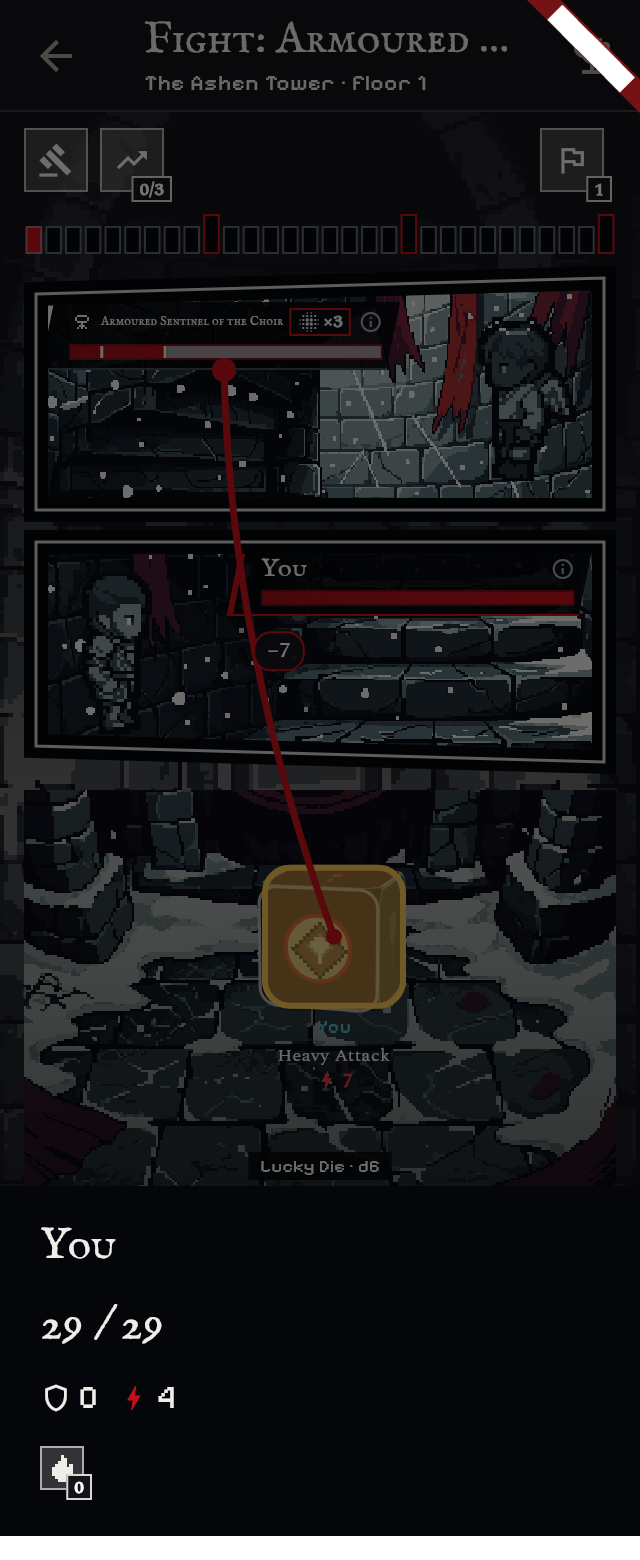 Fight: Armoured ...
The Ashen Tower · Floor 1
0/3
1
Armoured Sentinel of the Choir ×3
You
−7
You
Heavy Attack
7
Lucky Die · d6
You
29 / 29
0 4
0